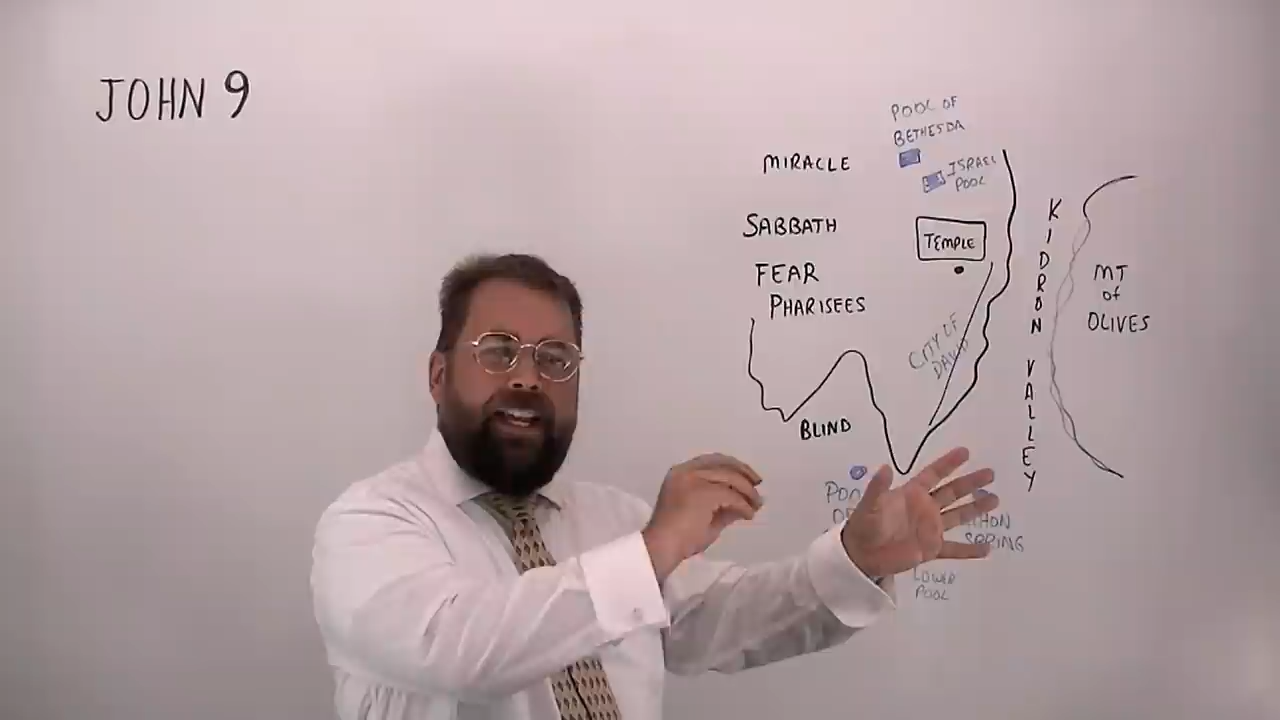 JOHN 9
POOL OF
BETHESDA
MIRACLE
ISRAEL
POOL
SABBATH
TEMPLE
FEAR
PHARISEES
CITY OF
DAVID
KIDRON VALLEY
MT
of
OLIVES
BLIND
SPRING
LOWER
POOL